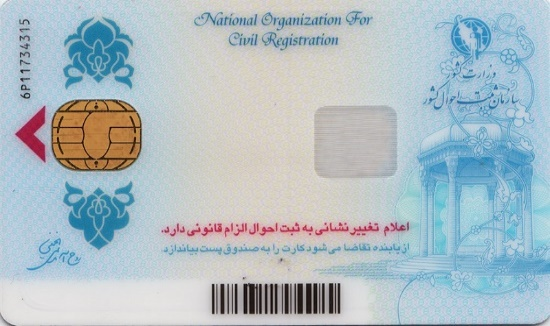 National Organization For
Civil Registration
6P11734315
وزارت کشور
سازمان ثبت احوال کشور
اعلام تغییر نشانی به ثبت احوال الزام قانونی دارد.
از یابنده تقاضا می شود کارت را به صندوق پست بیاندازد.